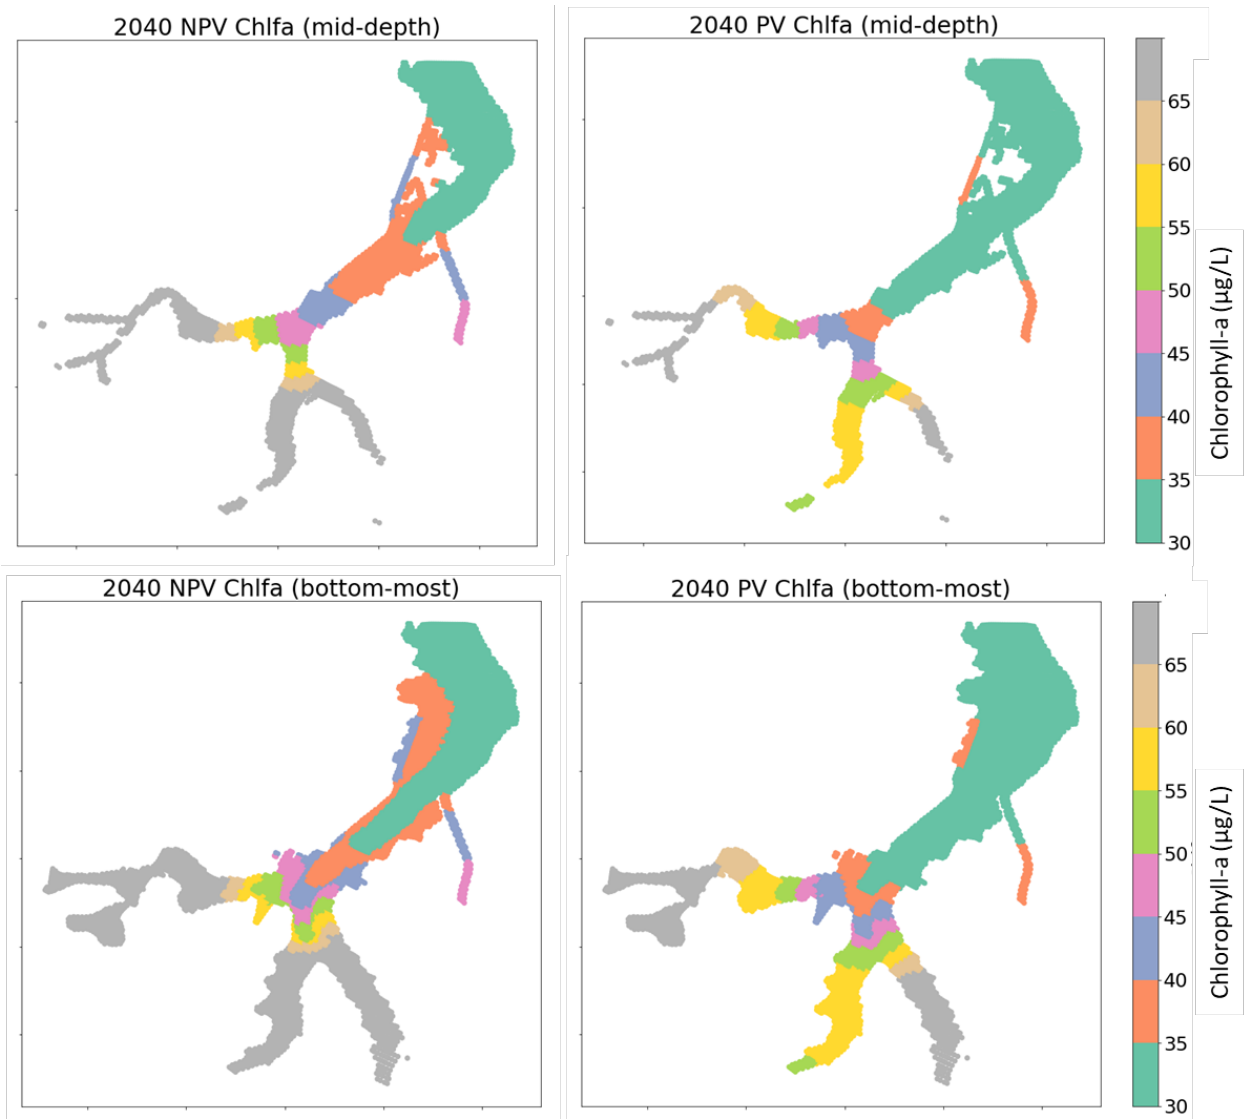 2040 NPV Chlfa (mid-depth)
2040 PV Chlfa (mid-depth)
65
60
55
50
45
40
35
30
Chlorophyll-a (µg/L)
2040 NPV Chlfa (bottom-most)
2040 PV Chlfa (bottom-most)
65
60
55
50
45
40
35
30
Chlorophyll-a (µg/L)